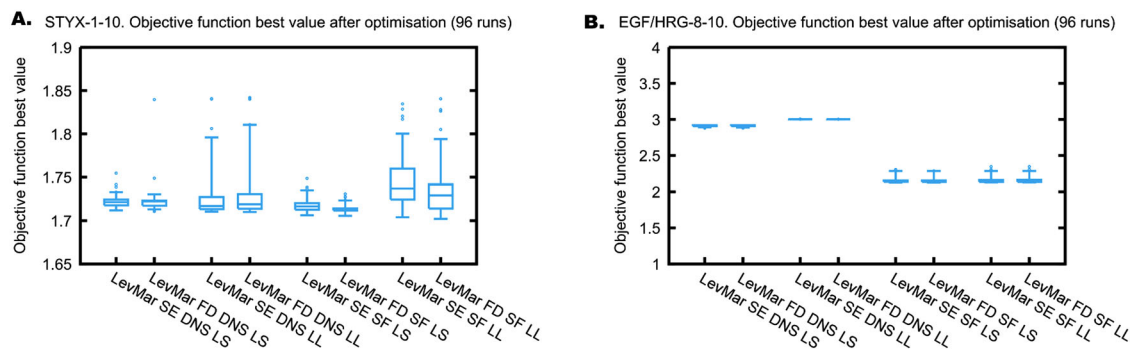 A. STYX-1-10. Objective function best value after optimisation (96 runs)
Objective function best value
1.9
1.85
1.8
1.75
1.7
1.65
LevMar SE DNS LS
LevMar FD DNS LS
LevMar SE DNS LL
LevMar FD DNS LL
LevMar SE SF LS
LevMar FD SF LS
LevMar SE SF LL
LevMar FD SF LL
B. EGF/HRG-8-10. Objective function best value after optimisation (96 runs)
Objective function best value
4
3
2.5
2
1.5
1
LevMar SE DNS LS
LevMar FD DNS LS
LevMar SE DNS LL
LevMar FD DNS LL
LevMar SE SF LS
LevMar FD SF LS
LevMar SE SF LL
LevMar FD SF LL